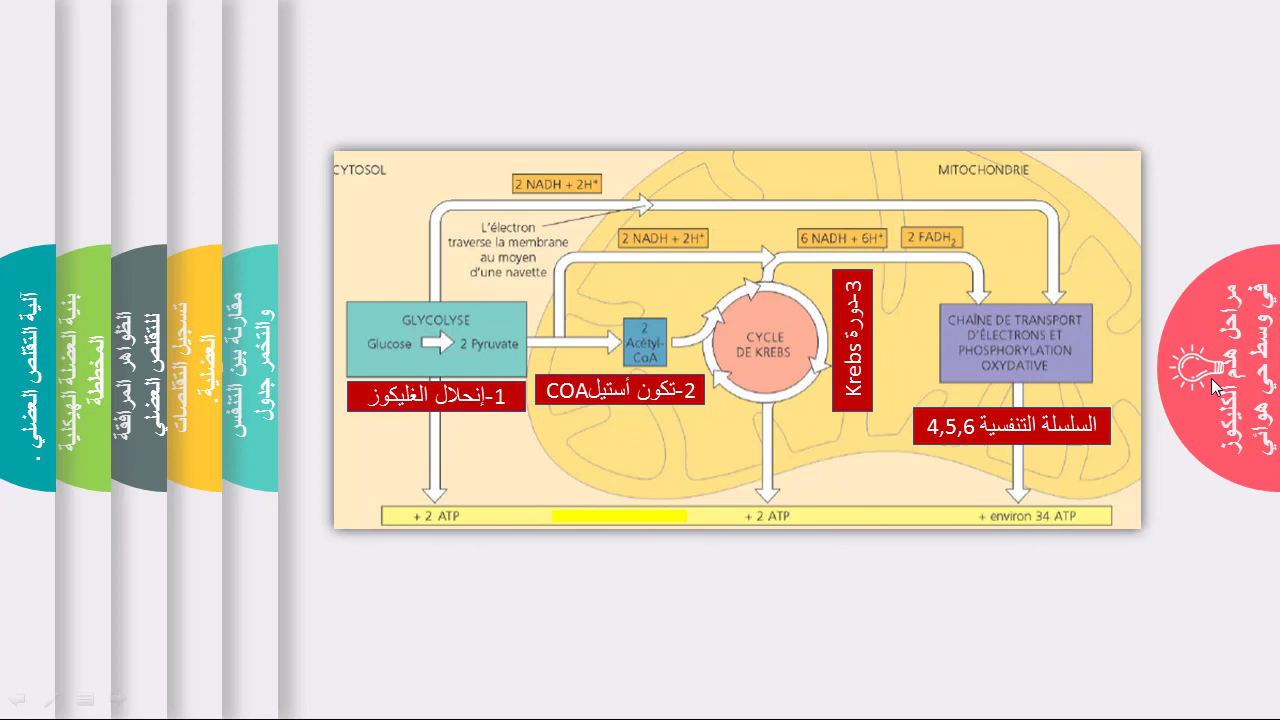 CYTOSOL
MITOCHONDRIE
2 NADH + 2H⁺
L'électron
traverse la membrane
au moyen
d'une navette
2 NADH + 2H⁺
6 NADH + 6H⁺
2 FADH₂
GLYCOLYSE
Glucose
2 Pyruvate
2
Acétyl-
CoA
CYCLE
DE KREBS
CHAÎNE DE TRANSPORT
D'ÉLECTRONS ET
PHOSPHORYLATION
OXYDATIVE
1-إنحلال الغليكوز
2-تكون أستيلCOA
3-دورة Krebs
السلسلة التنفسية 4,5,6
+ 2 ATP
+ 2 ATP
+ environ 34 ATP
مراحل هدم الكليكوز
في وسط حي هوائي
مقارنة بين التنفس
والتخمر جدول
تسجيل التقلصات
العضلية .
الظواهر المرافقة
للتقلص العضلي
بنية العضلة الهيكلية
المخططة
آلية التقلص العضلي .